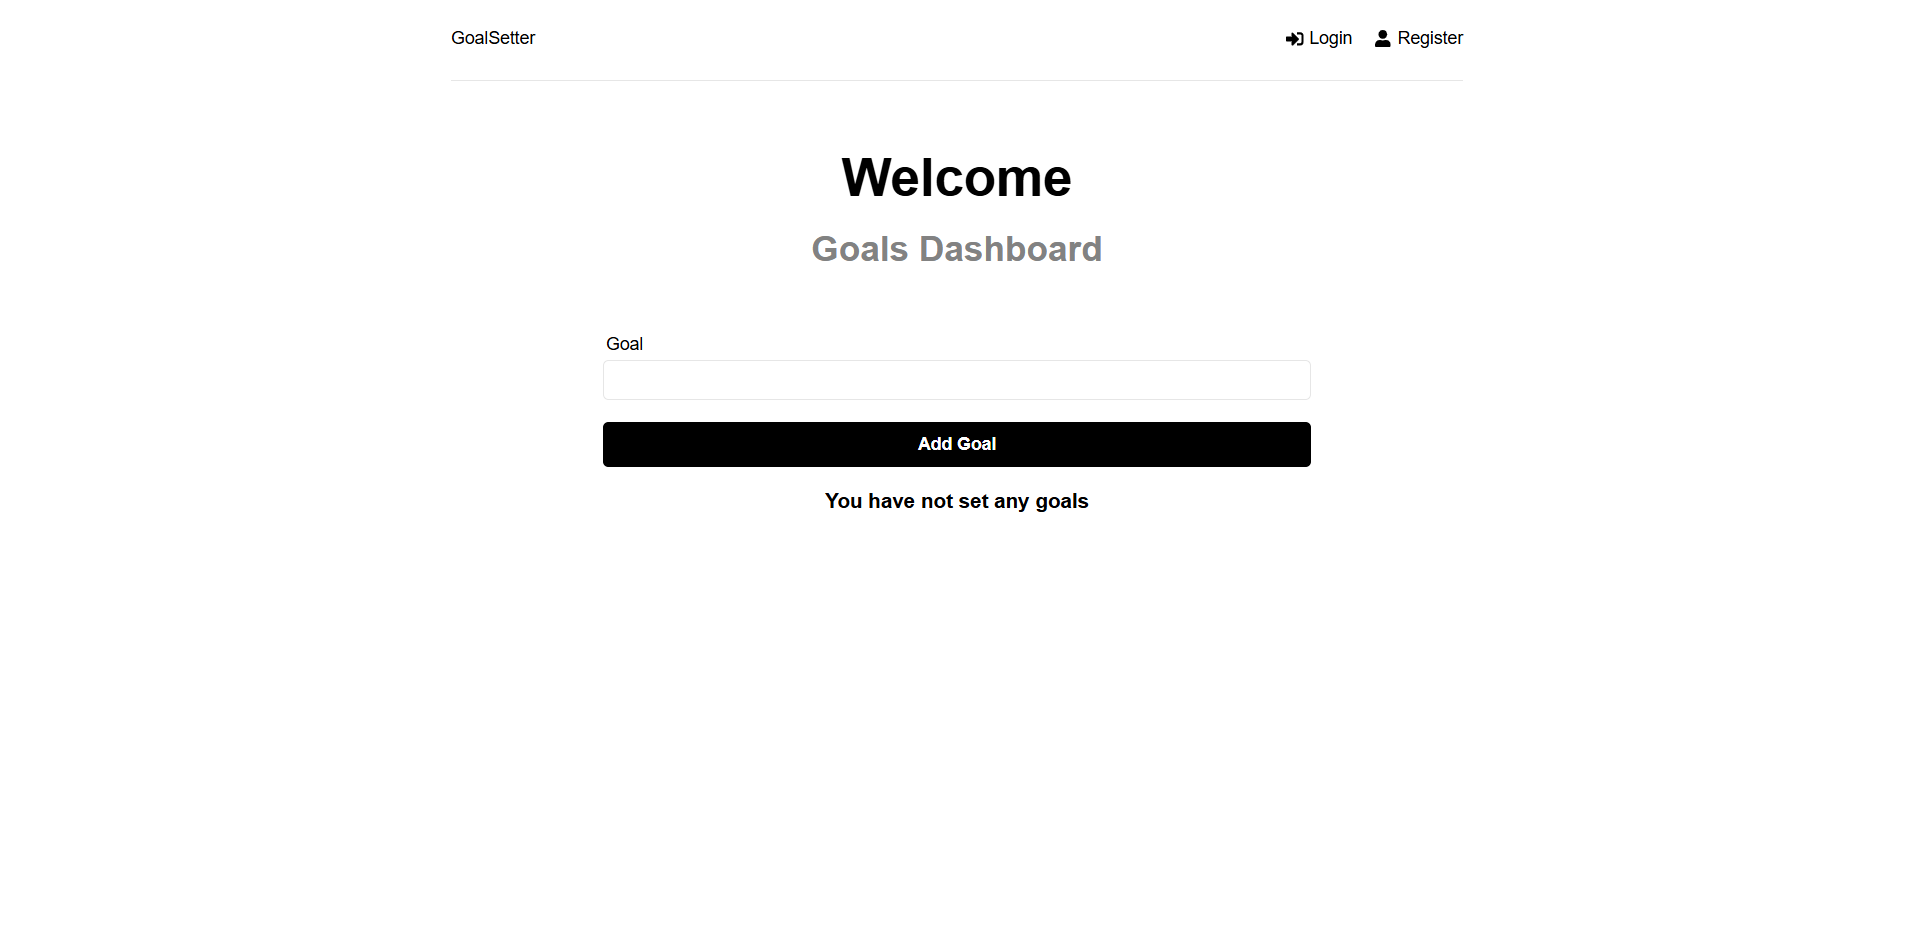 GoalSetter
Login
Register
Welcome
Goals Dashboard
Goal
Add Goal
You have not set any goals